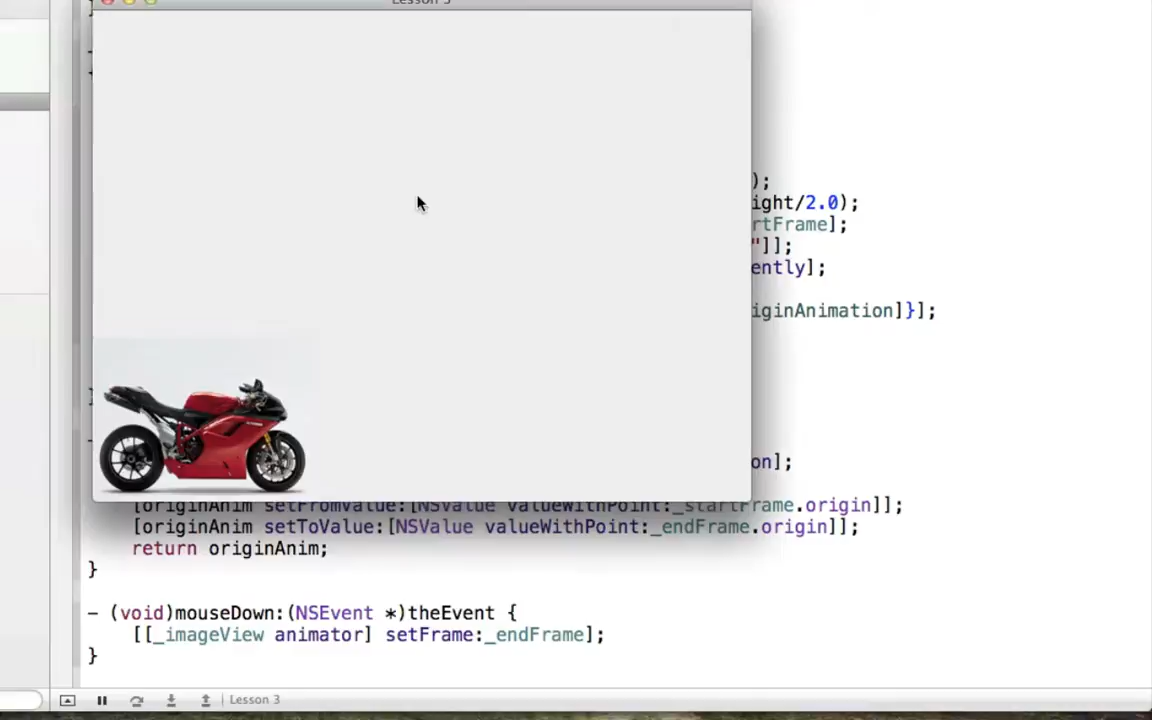 Lesson 3
);
ight/2.0);
rtFrame];
"]];
ently];
iginAnimation]}];
on];
[originAnim setFromValue:[NSValue valueWithPoint:_startFrame.origin]];
[originAnim setToValue:[NSValue valueWithPoint:_endFrame.origin]];
return originAnim;
}
- (void)mouseDown:(NSEvent *)theEvent {
[[_imageView animator] setFrame:_endFrame];
}
Lesson 3